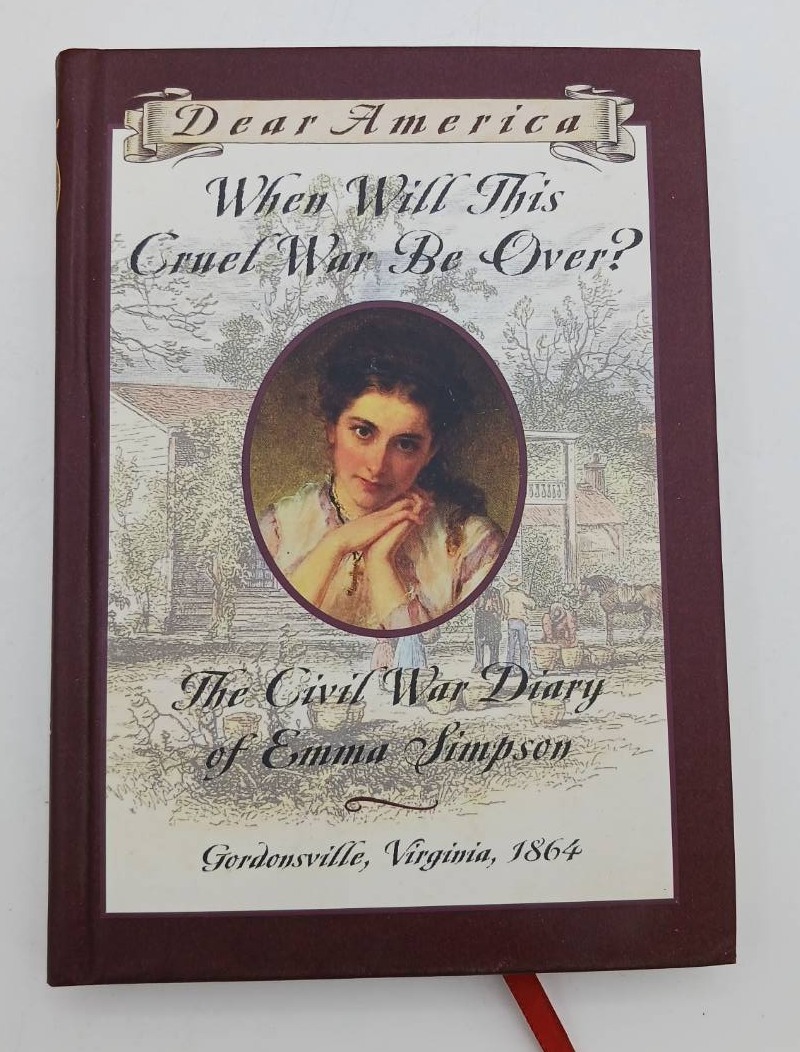 Dear America
When Will This
Cruel War Be Over?
The Civil War Diary
of Emma Simpson
Gordonsville, Virginia, 1864